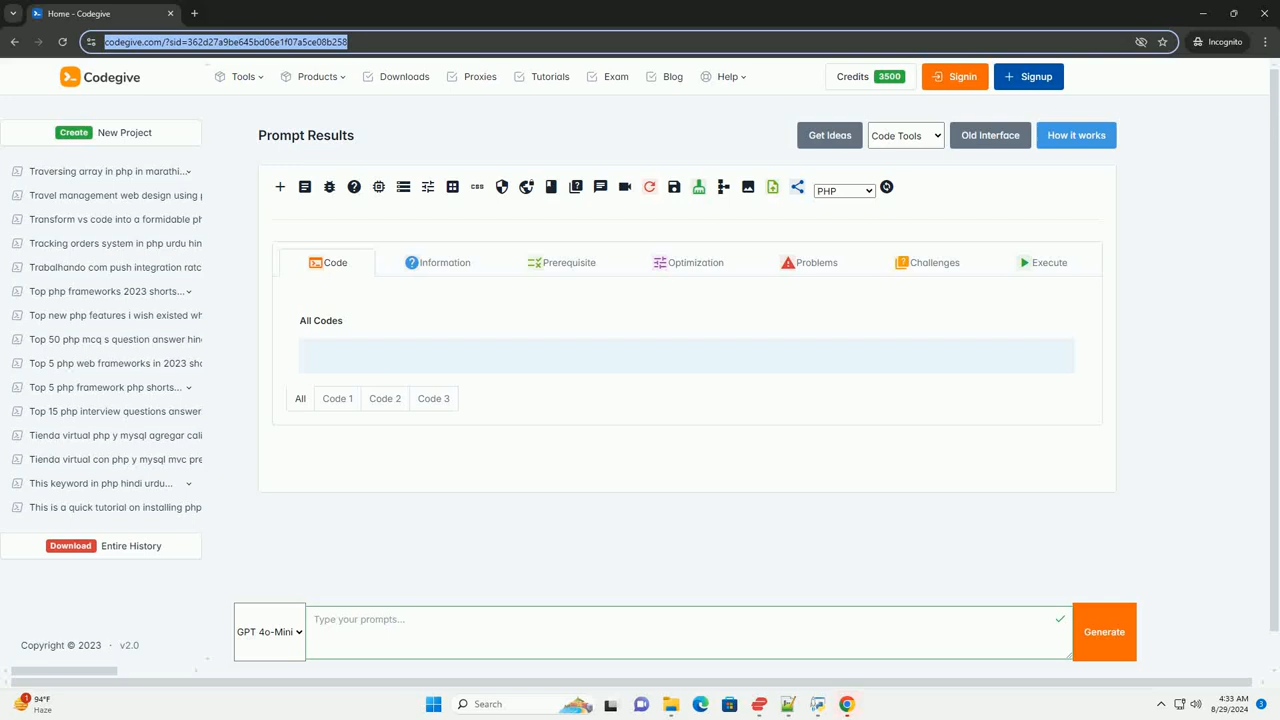 Home - Codegive
codegive.com/?sid=362d27a9be645bd06e1f07a5ce08b258
Incognito
Codegive
Tools
Products
Downloads
Proxies
Tutorials
Exam
Blog
Help
Credits 3500
Signin
Signup
Create New Project
Traversing array in php in marathi...
Travel management web design using p
Transform vs code into a formidable ph
Tracking orders system in php urdu hin
Trabalhando com push integration ratc
Top php frameworks 2023 shorts...
Top new php features i wish existed wh
Top 50 php mcq s question answer hin
Top 5 php web frameworks in 2023 sho
Top 5 php framework php shorts...
Top 15 php interview questions answer
Tienda virtual php y mysql agregar cali
Tienda virtual con php y mysql mvc pre
This keyword in php hindi urdu...
This is a quick tutorial on installing php
Download Entire History
Copyright © 2023 · v2.0
Prompt Results
Get Ideas
Code Tools
Old Interface
How it works
css
PHP
Code
Information
Prerequisite
Optimization
Problems
Challenges
Execute
All Codes
All
Code 1
Code 2
Code 3
GPT 4o-Mini
Type your prompts...
Generate
1
94°F
Haze
Search
4:33 AM
8/29/2024
3